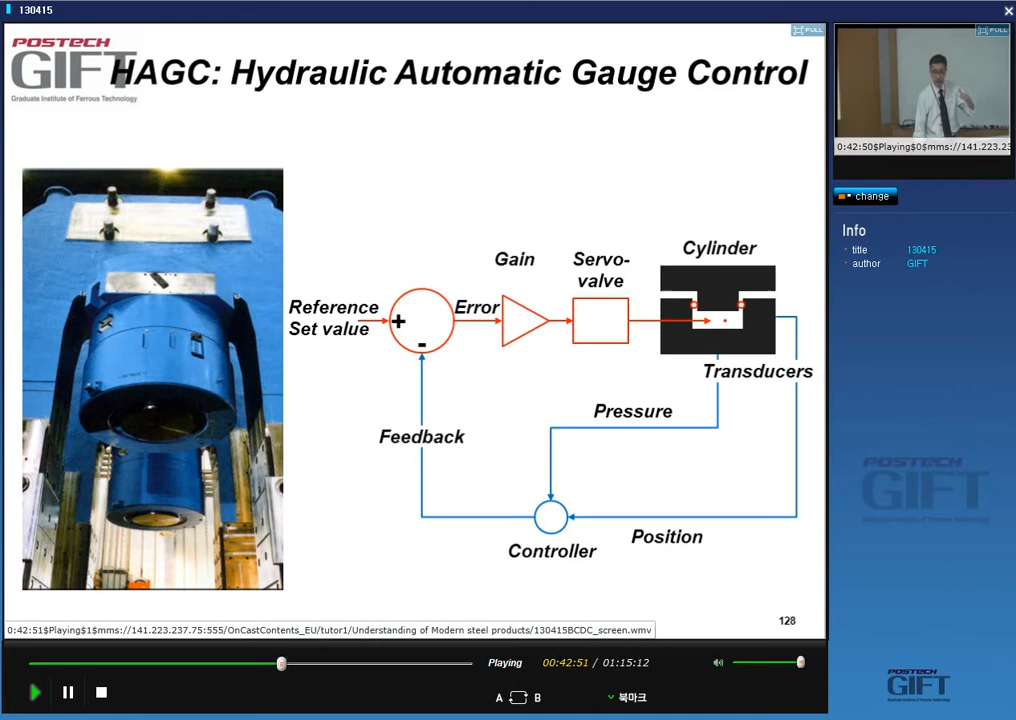 130415
POSTECH
GIFT
Graduate Institute of Ferrous Technology
HAGC: Hydraulic Automatic Gauge Control
FULL
FULL
0:42:50$Playing$0$mms://141.223.23
change
Info
title 130415
author GIFT
Cylinder
Gain
Servo-
valve
Reference
Set value
Error
+
-
Transducers
Pressure
Feedback
Position
Controller
128
POSTECH
GIFT
0:42:51$Playing$1$mms://141.223.237.75:555/OnCastContents_EU/tutor1/Understanding of Modern steel products/130415BCDC_screen.wmv
Playing 00:42:51 / 01:15:12
A B 북마크
POSTECH
GIFT